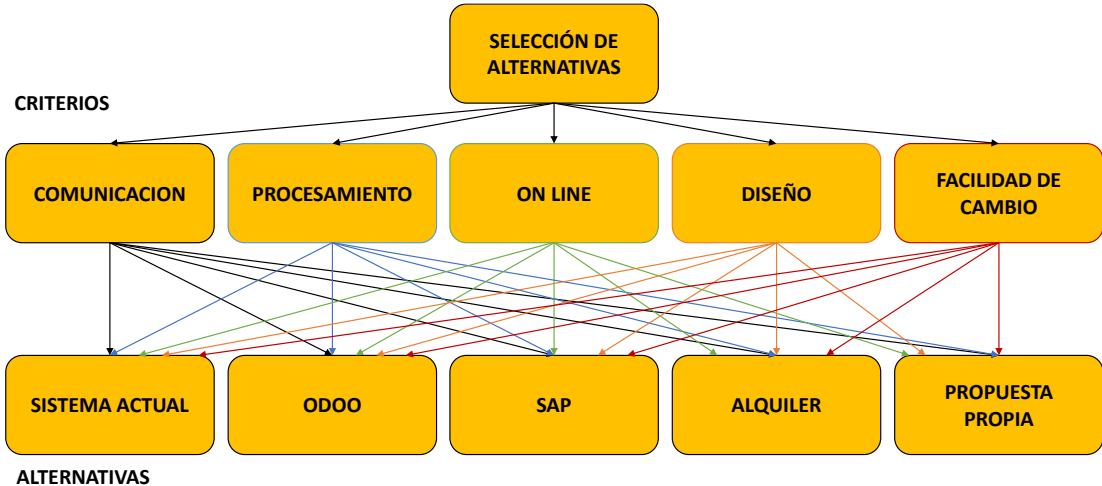 SELECCIÓN DE
ALTERNATIVAS
CRITERIOS
COMUNICACION
PROCESAMIENTO
ON LINE
DISEÑO
FACILIDAD DE
CAMBIO
SISTEMA ACTUAL
ODOO
SAP
ALQUILER
PROPUESTA
PROPIA
ALTERNATIVAS